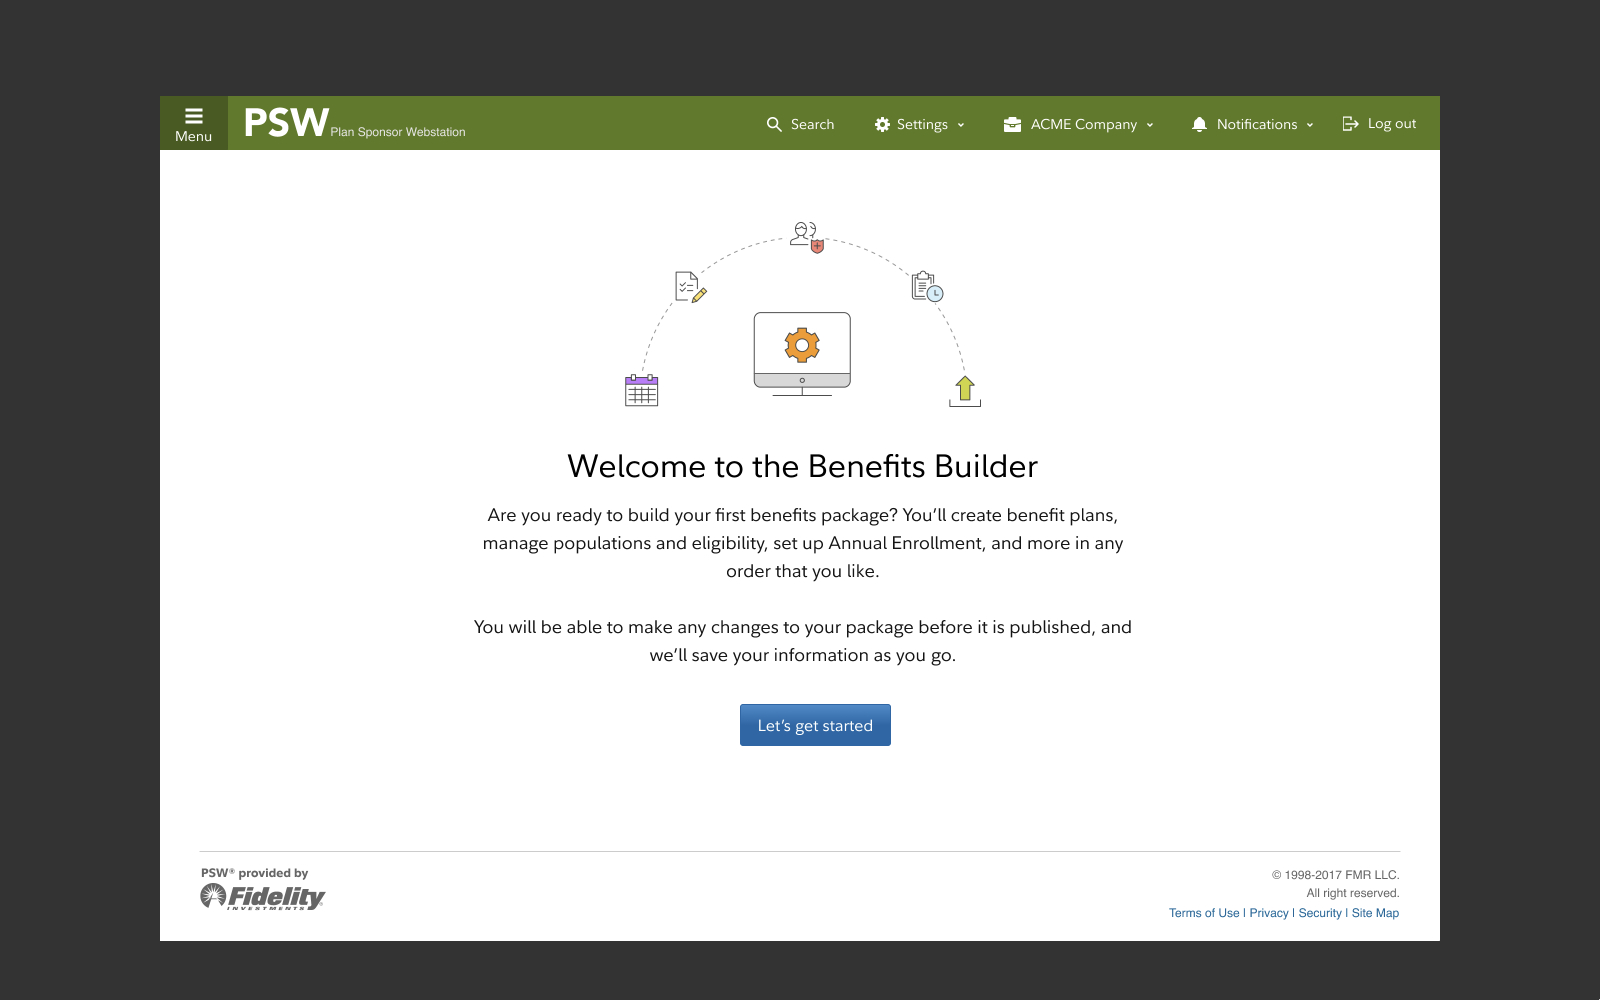 Menu
PSW Plan Sponsor Webstation
Search
Settings
ACME Company
Notifications
Log out
Welcome to the Benefits Builder
Are you ready to build your first benefits package? You’ll create benefit plans,
manage populations and eligibility, set up Annual Enrollment, and more in any
order that you like.
You will be able to make any changes to your package before it is published, and
we’ll save your information as you go.
Let’s get started
PSW® provided by
Fidelity
INVESTMENTS
© 1998-2017 FMR LLC.
All right reserved.
Terms of Use | Privacy | Security | Site Map